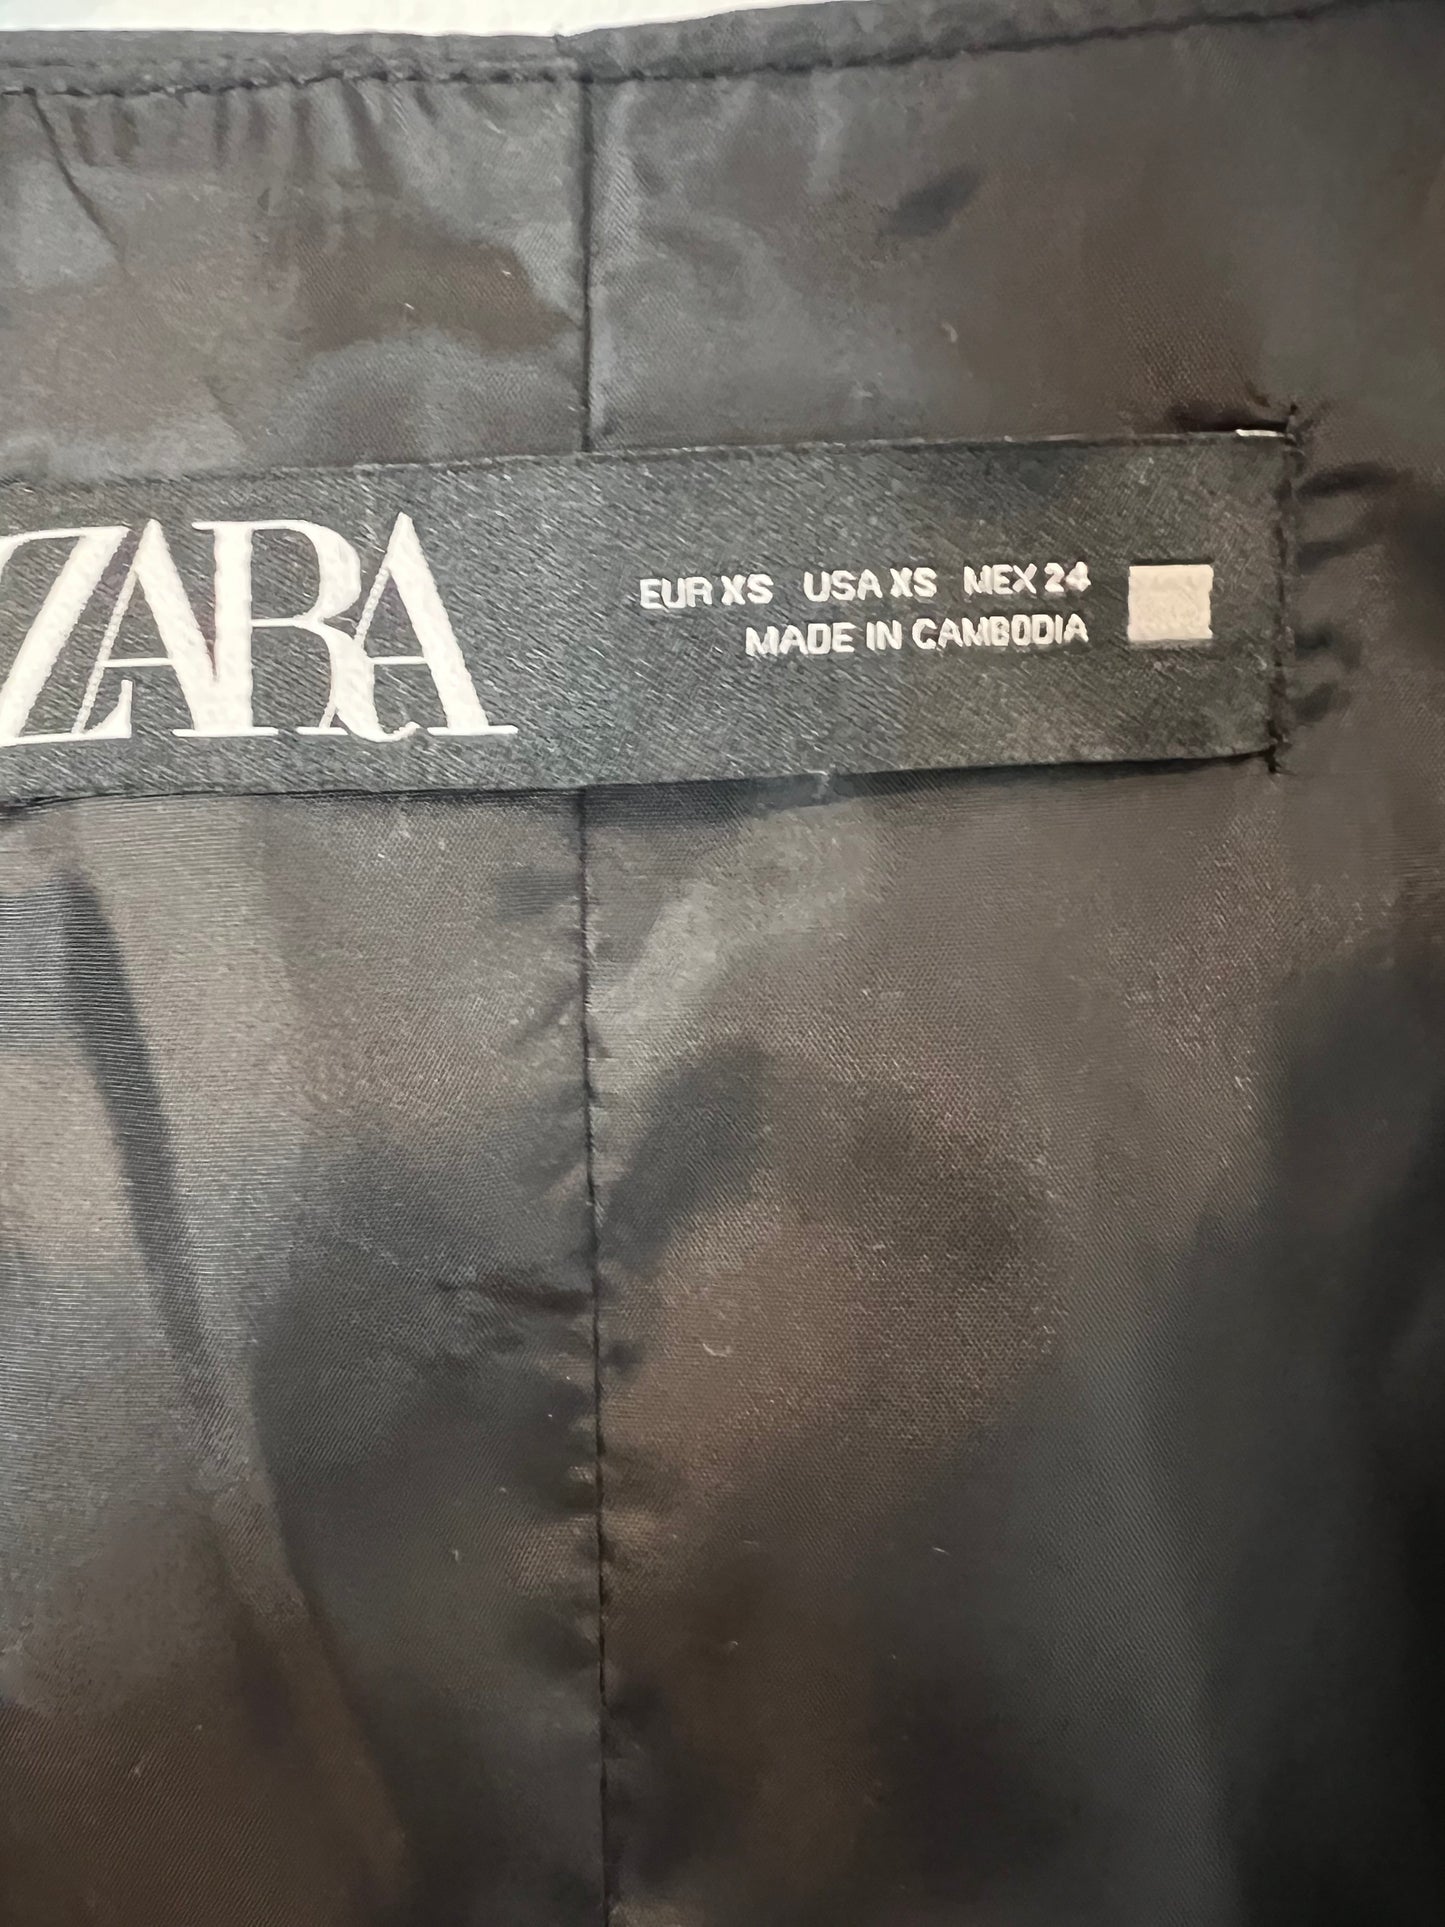 ZARA
EUR XS USA XS MEX 24
MADE IN CAMBODIA